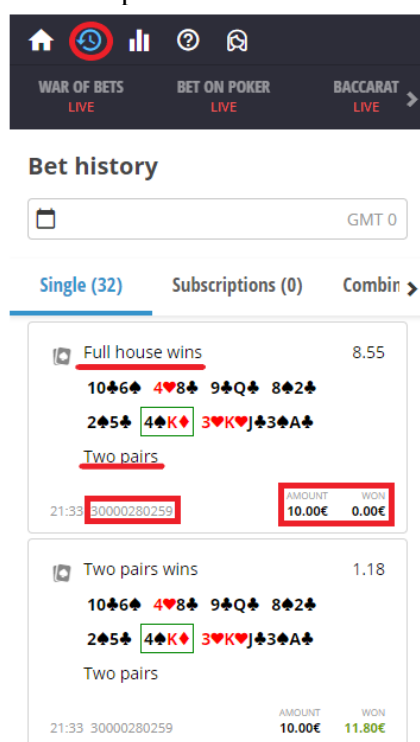 WAR OF BETS BET ON POKER BACCARAT
LIVE LIVE LIVE
Bet history
GMT 0
Single (32) Subscriptions (0) Combin
Full house wins 8.55
10♣6♠ 4♥8♣ 9♣Q♣ 8♠2♣
2♠5♣ 4♠K♦ 3♥K♥J♣3♠A♣
Two pairs
AMOUNT WON
21:33 30000280259 10.00€ 0.00€
Two pairs wins 1.18
10♣6♠ 4♥8♣ 9♣Q♣ 8♠2♣
2♠5♣ 4♠K♦ 3♥K♥J♣3♠A♣
Two pairs
AMOUNT WON
21:33 30000280259 10.00€ 11.80€